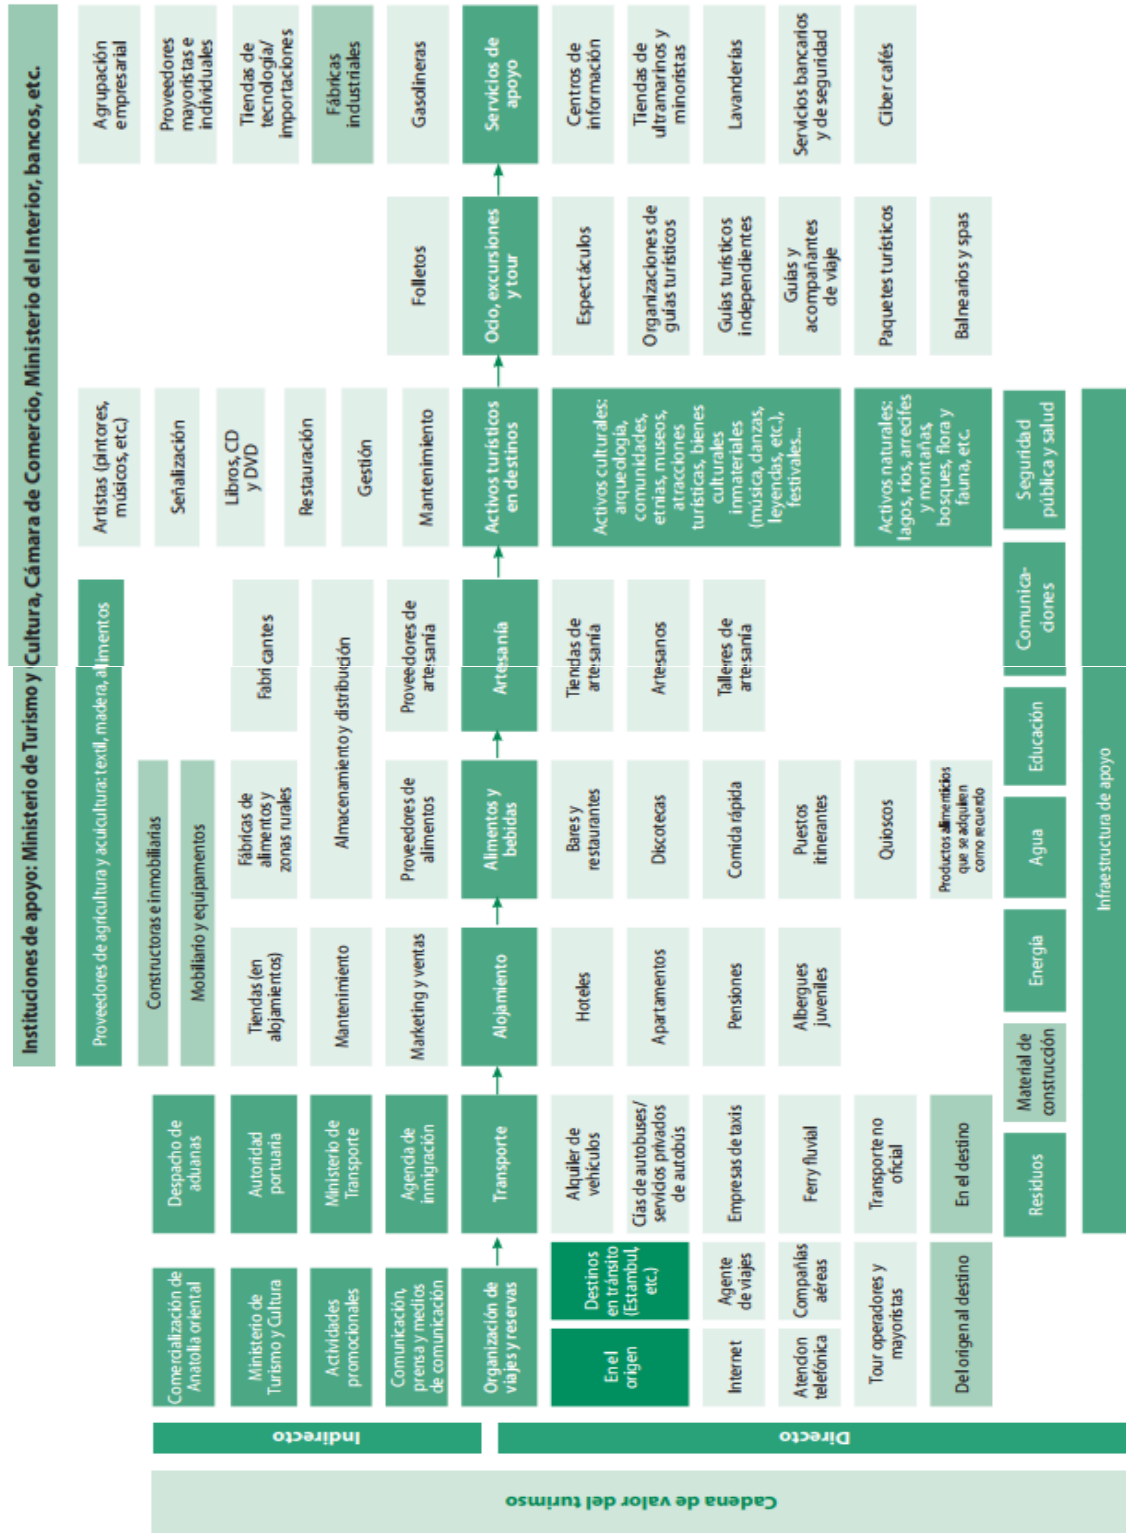 Instituciones de apoyo: Ministerio de Turismo y Cultura, Cámara de Comercio, Ministerio del Interior, bancos, etc.
Proveedores de agricultura y acuicultura: textil, madera, alimentos
Constructoras e inmobiliarias
Mobiliario y equipamentos
Comercialización de
Anatolia oriental
Ministerio de
Turismo y Cultura
Actividades
promocionales
Comunicación,
prensa y medios
de comunicación
Organización de
viajes y reservas
En el
origen
Destinos
en tránsito
(Estambul,
etc.)
Internet
Agente
de viajes
Atendion
telefónica
Compañías
aéreas
Tour operadores y
mayoristas
Del origen al destino
Despacho de
aduanas
Autoridad
portuaria
Ministerio de
Transporte
Agencia de
inmigración
Transporte
Alquiler de
vehículos
Cías de autobuses/
servicios privados
de autobús
Empresas de taxis
Ferry fluvial
Transporte no
oficial
En el destino
Tiendas (en
alojamientos)
Mantenimiento
Marketing y ventas
Alojamiento
Hoteles
Apartamentos
Pensiones
Albergues
juveniles
Fábricas de
alimentos y
zonas rurales
Almacenamiento y distribución
Proveedores de
alimentos
Alimentos y
bebidas
Bares y
restaurantes
Discotecas
Comida rápida
Puestos
itinerantes
Quioscos
Productos alimenticios
que se adquieren
como recuerdo
Fabricantes
Proveedores de
artesanía
Artesanía
Tiendas de
artesanía
Artesanos
Talleres de
artesanía
Artistas (pintores,
músicos, etc.)
Señalización
Libros, CD
y DVD
Restauración
Gestión
Mantenimiento
Activos turísticos
en destinos
Activos culturales:
arqueología,
comunidades,
etnias, museos,
atracciones
turísticas, bienes
culturales
inmateriales
(música, danzas,
leyendas, etc.),
festivales...
Activos naturales:
lagos, ríos, arrecifes
y montañas,
bosques, flora y
fauna, etc.
Folletos
Ocio, excursiones
y tour
Espectáculos
Organizaciones de
guías turísticos
Guías turísticos
independientes
Guías y
acompañantes
de viaje
Paquetes turísticos
Balnearios y spas
Agrupación
empresarial
Proveedores
mayoristas e
individuales
Tiendas de
tecnología/
importaciones
Fábricas
industriales
Gasolineras
Servicios de
apoyo
Centros de
información
Tiendas de
ultramarinos y
minoristas
Lavanderías
Servicios bancarios
y de seguridad
Ciber cafés
Residuos
Material de
construcción
Energía
Agua
Educación
Comunica-
ciones
Seguridad
pública y salud
Infraestructura de apoyo
Indirecto
Directo
Cadena de valor del turimso